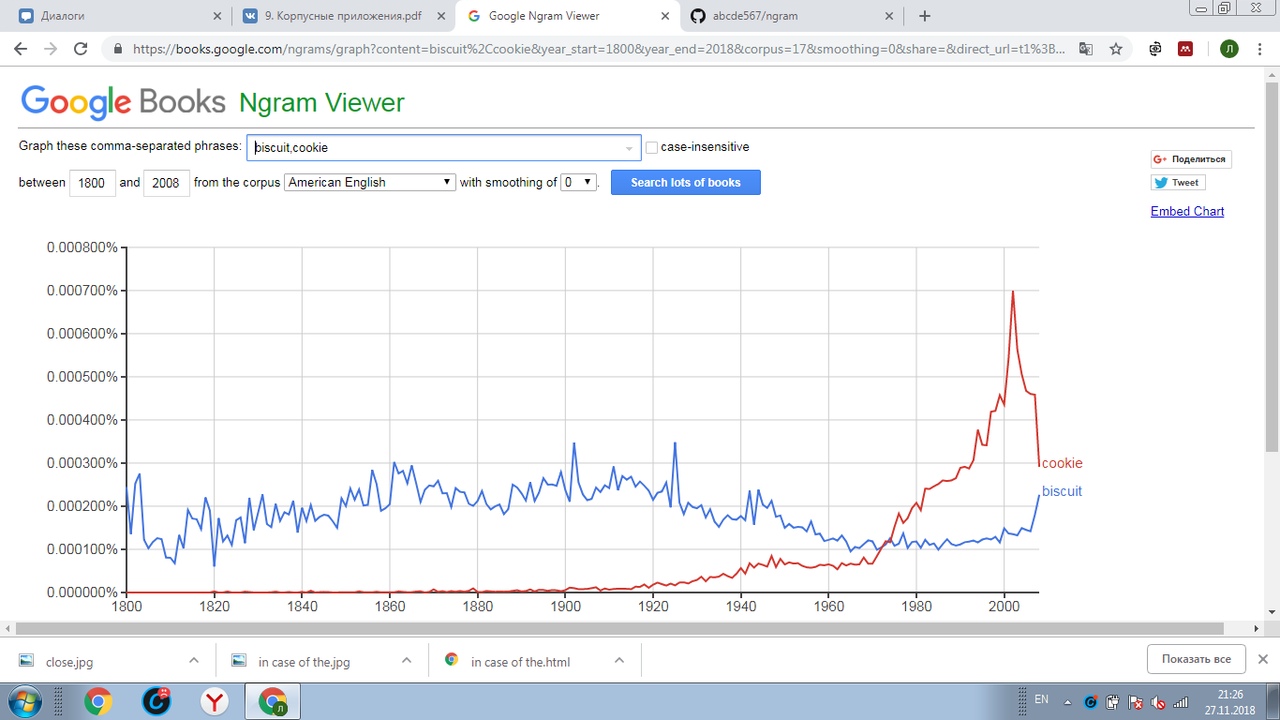 Диалоги
9. Корпусные приложения.pdf
Google Ngram Viewer
abcde567/ngram
https://books.google.com/ngrams/graph?content=biscuit%2Ccookie&year_start=1800&year_end=2018&corpus=17&smoothing=0&share=&direct_url=t1%3B...
Л
Google Books Ngram Viewer
Graph these comma-separated phrases: biscuit,cookie case-insensitive
between 1800 and 2008 from the corpus American English with smoothing of 0 . Search lots of books
G+ Поделиться
Tweet
Embed Chart
0.000800%
0.000700%
0.000600%
0.000500%
0.000400%
0.000300%
0.000200%
0.000100%
0.000000%
cookie
biscuit
1800 1820 1840 1860 1880 1900 1920 1940 1960 1980 2000
close.jpg
in case of the.jpg
in case of the.html
Показать все
EN
21:26
27.11.2018